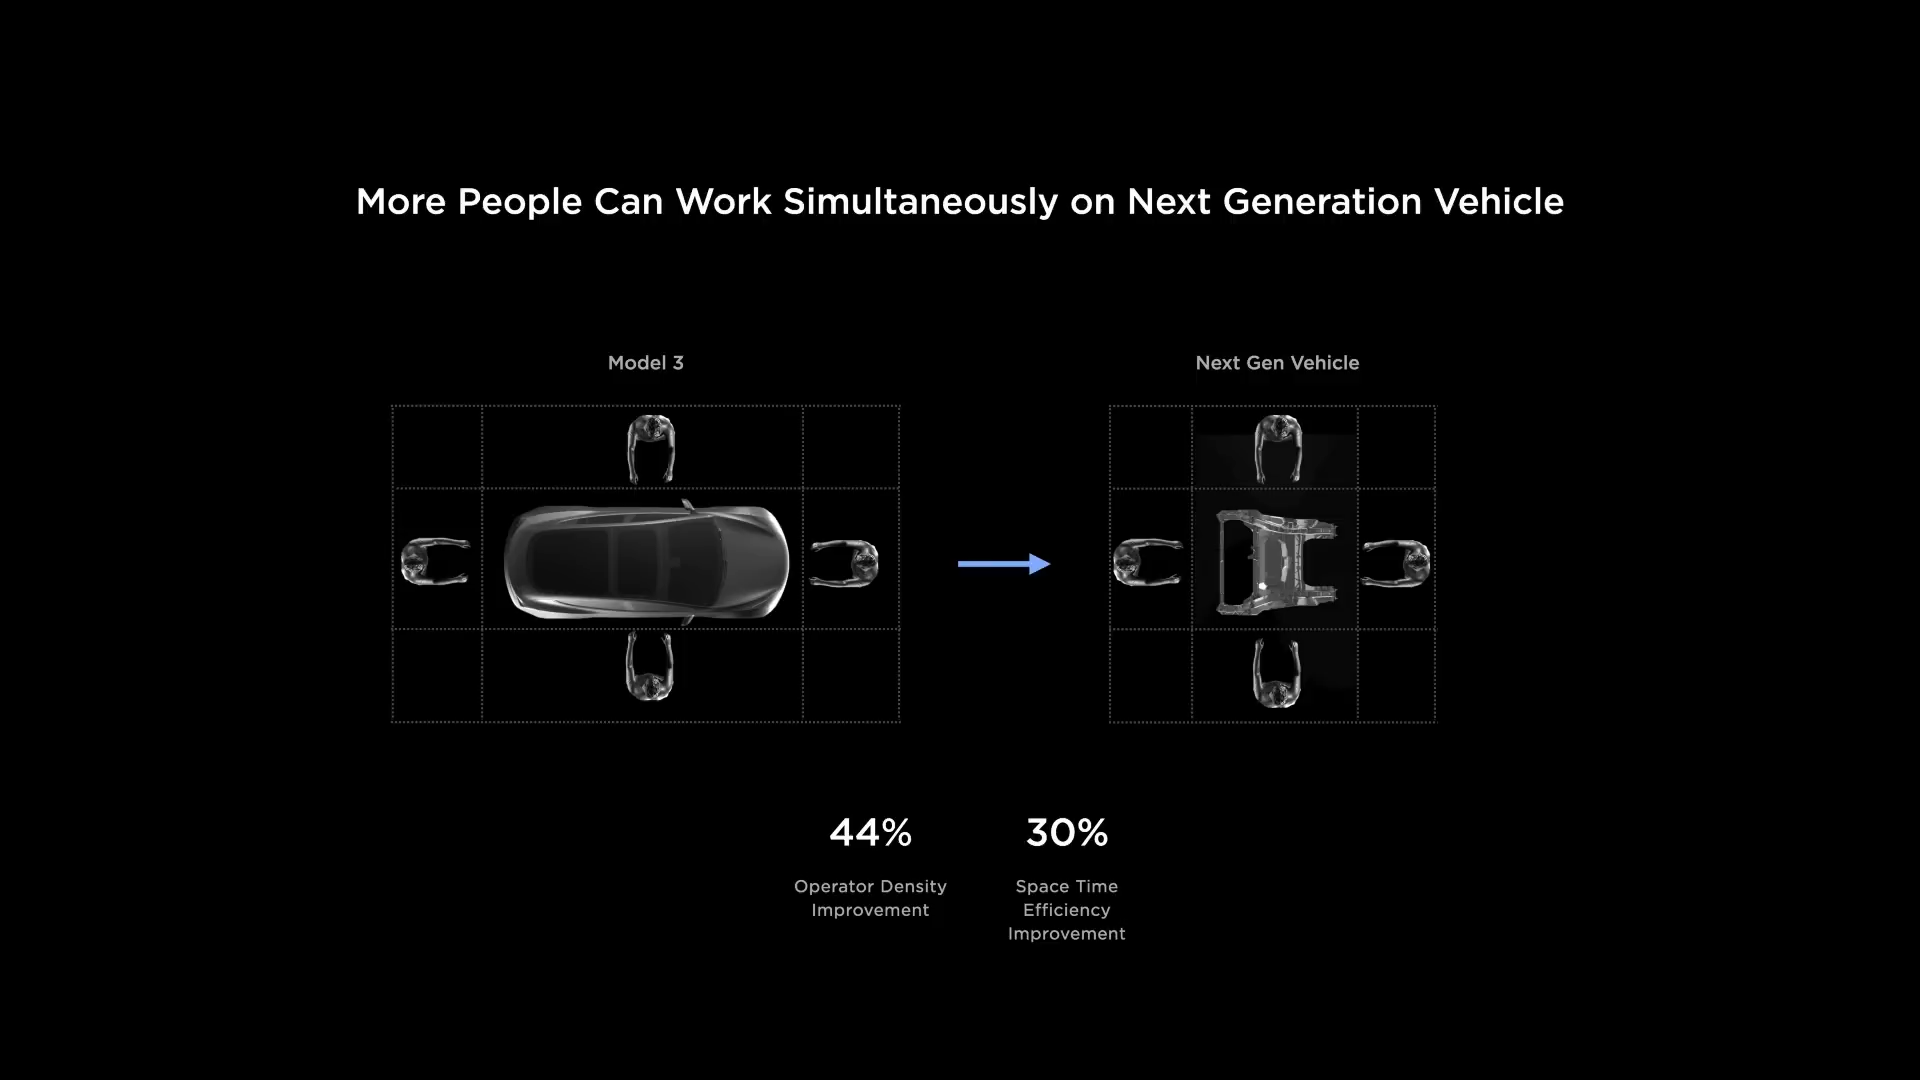 More People Can Work Simultaneously on Next Generation Vehicle
Model 3
Next Gen Vehicle
44%
Operator Density
Improvement
30%
Space Time
Efficiency
Improvement